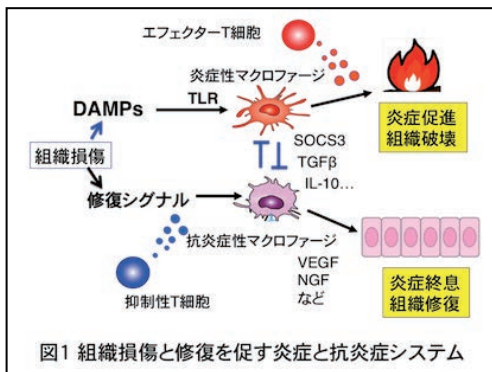 エフェクターT細胞
炎症性マクロファージ
DAMPs
TLR
炎症促進
組織破壊
組織損傷
SOCS3
TGFβ
IL-10…
修復シグナル
抗炎症性マクロファージ
VEGF
NGF
など
抑制性T細胞
炎症終息
組織修復
図1 組織損傷と修復を促す炎症と抗炎症システム